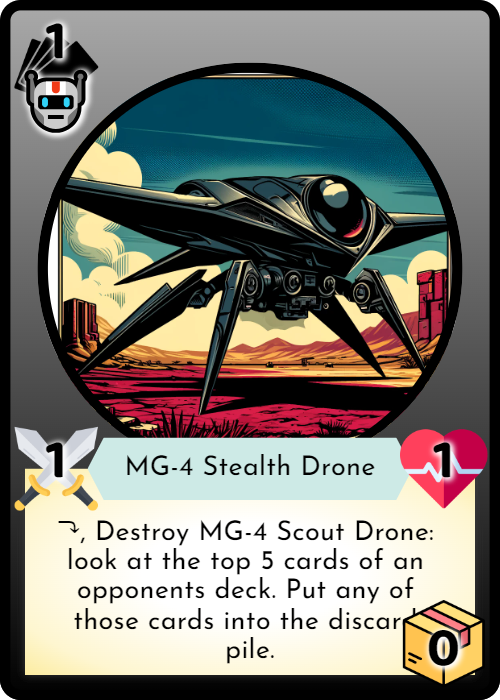 1
1
MG-4 Stealth Drone
1
⤵, Destroy MG-4 Scout Drone:
look at the top 5 cards of an
opponents deck. Put any of
those cards into the discard
pile.
0